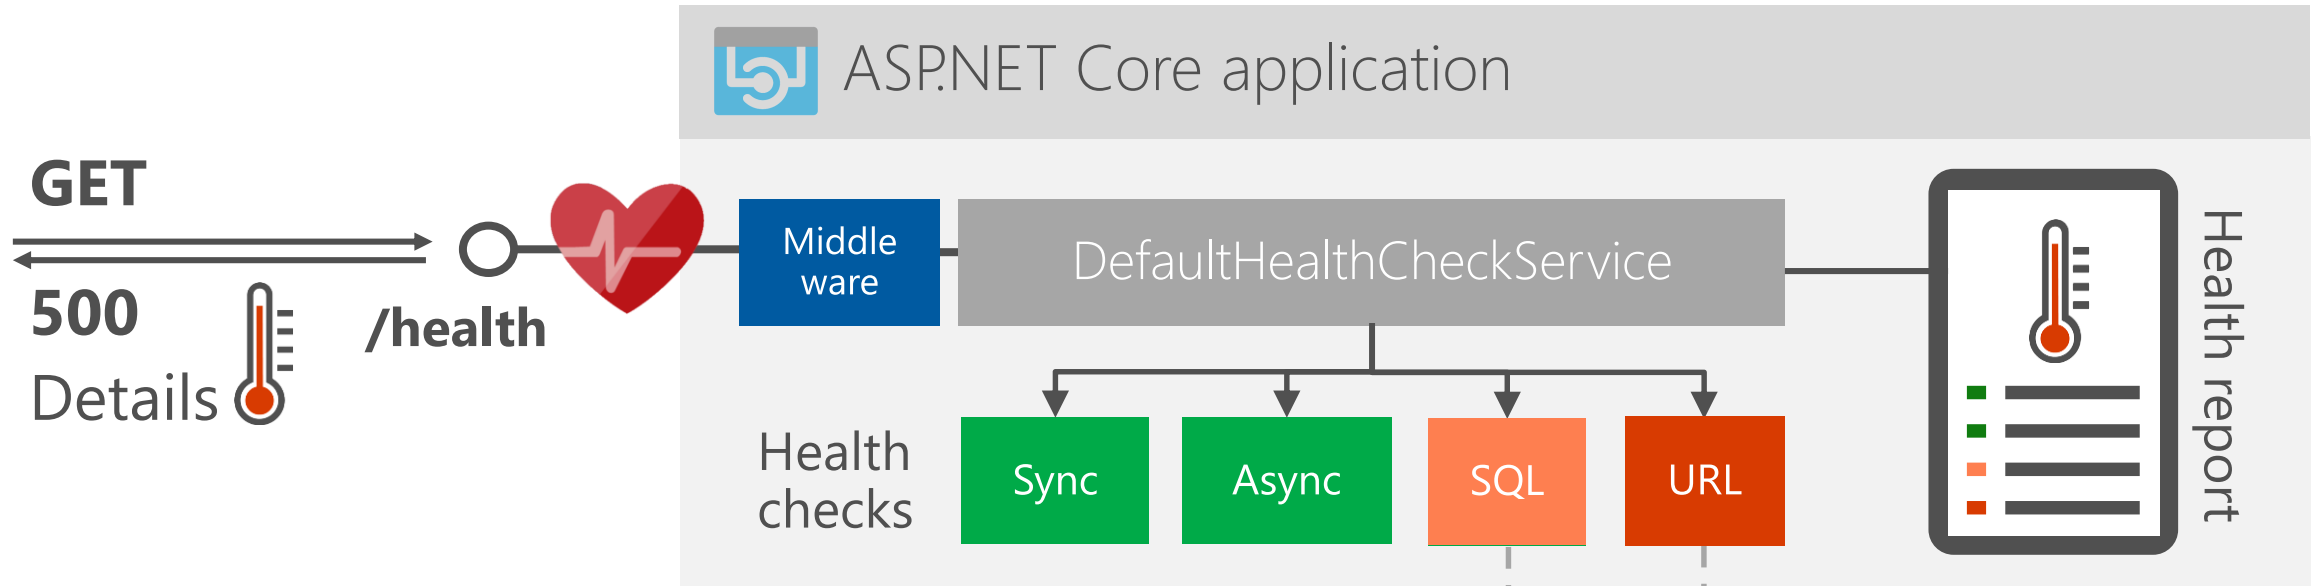 ASP.NET Core application
GET
500
Details
/health
Middle
ware
DefaultHealthCheckService
Health
checks
Sync
Async
SQL
URL
Health report